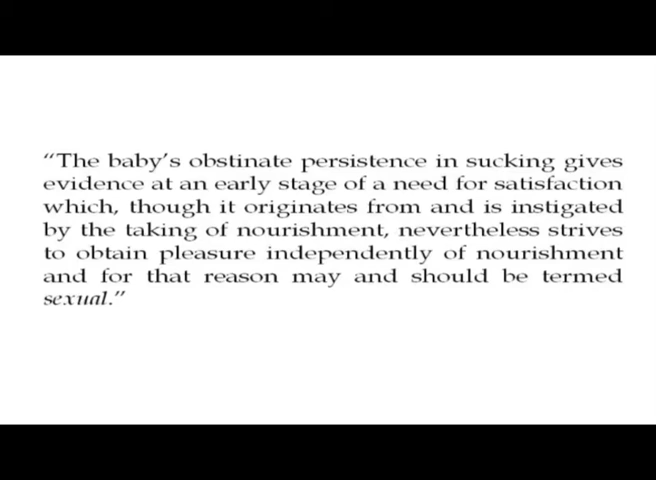 “The baby’s obstinate persistence in sucking gives
evidence at an early stage of a need for satisfaction
which, though it originates from and is instigated
by the taking of nourishment, nevertheless strives
to obtain pleasure independently of nourishment
and for that reason may and should be termed
sexual.”